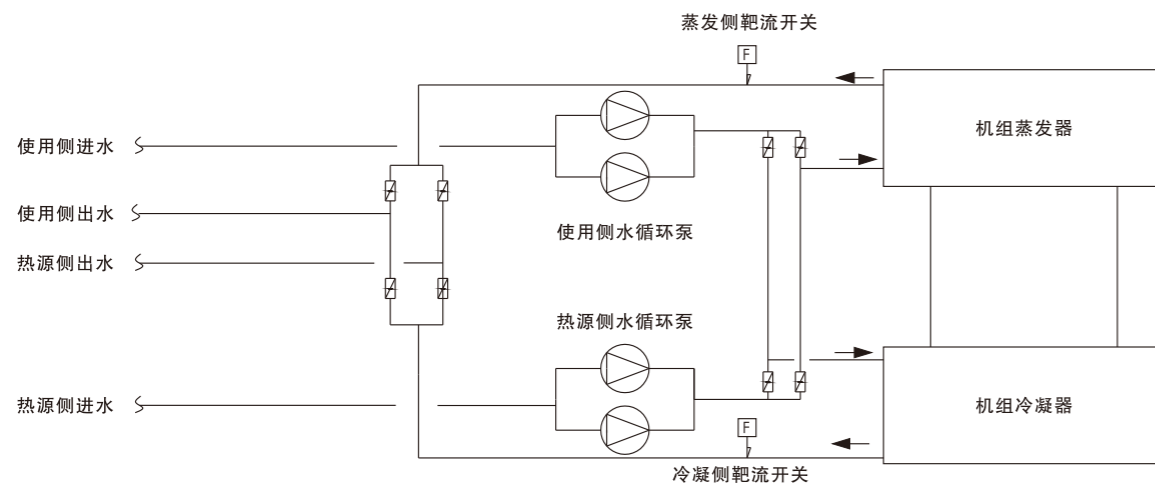 蒸发侧靶流开关
F
机组蒸发器
使用侧进水
使用侧出水
使用侧水循环泵
热源侧出水
热源侧水循环泵
热源侧进水
机组冷凝器
F
冷凝侧靶流开关